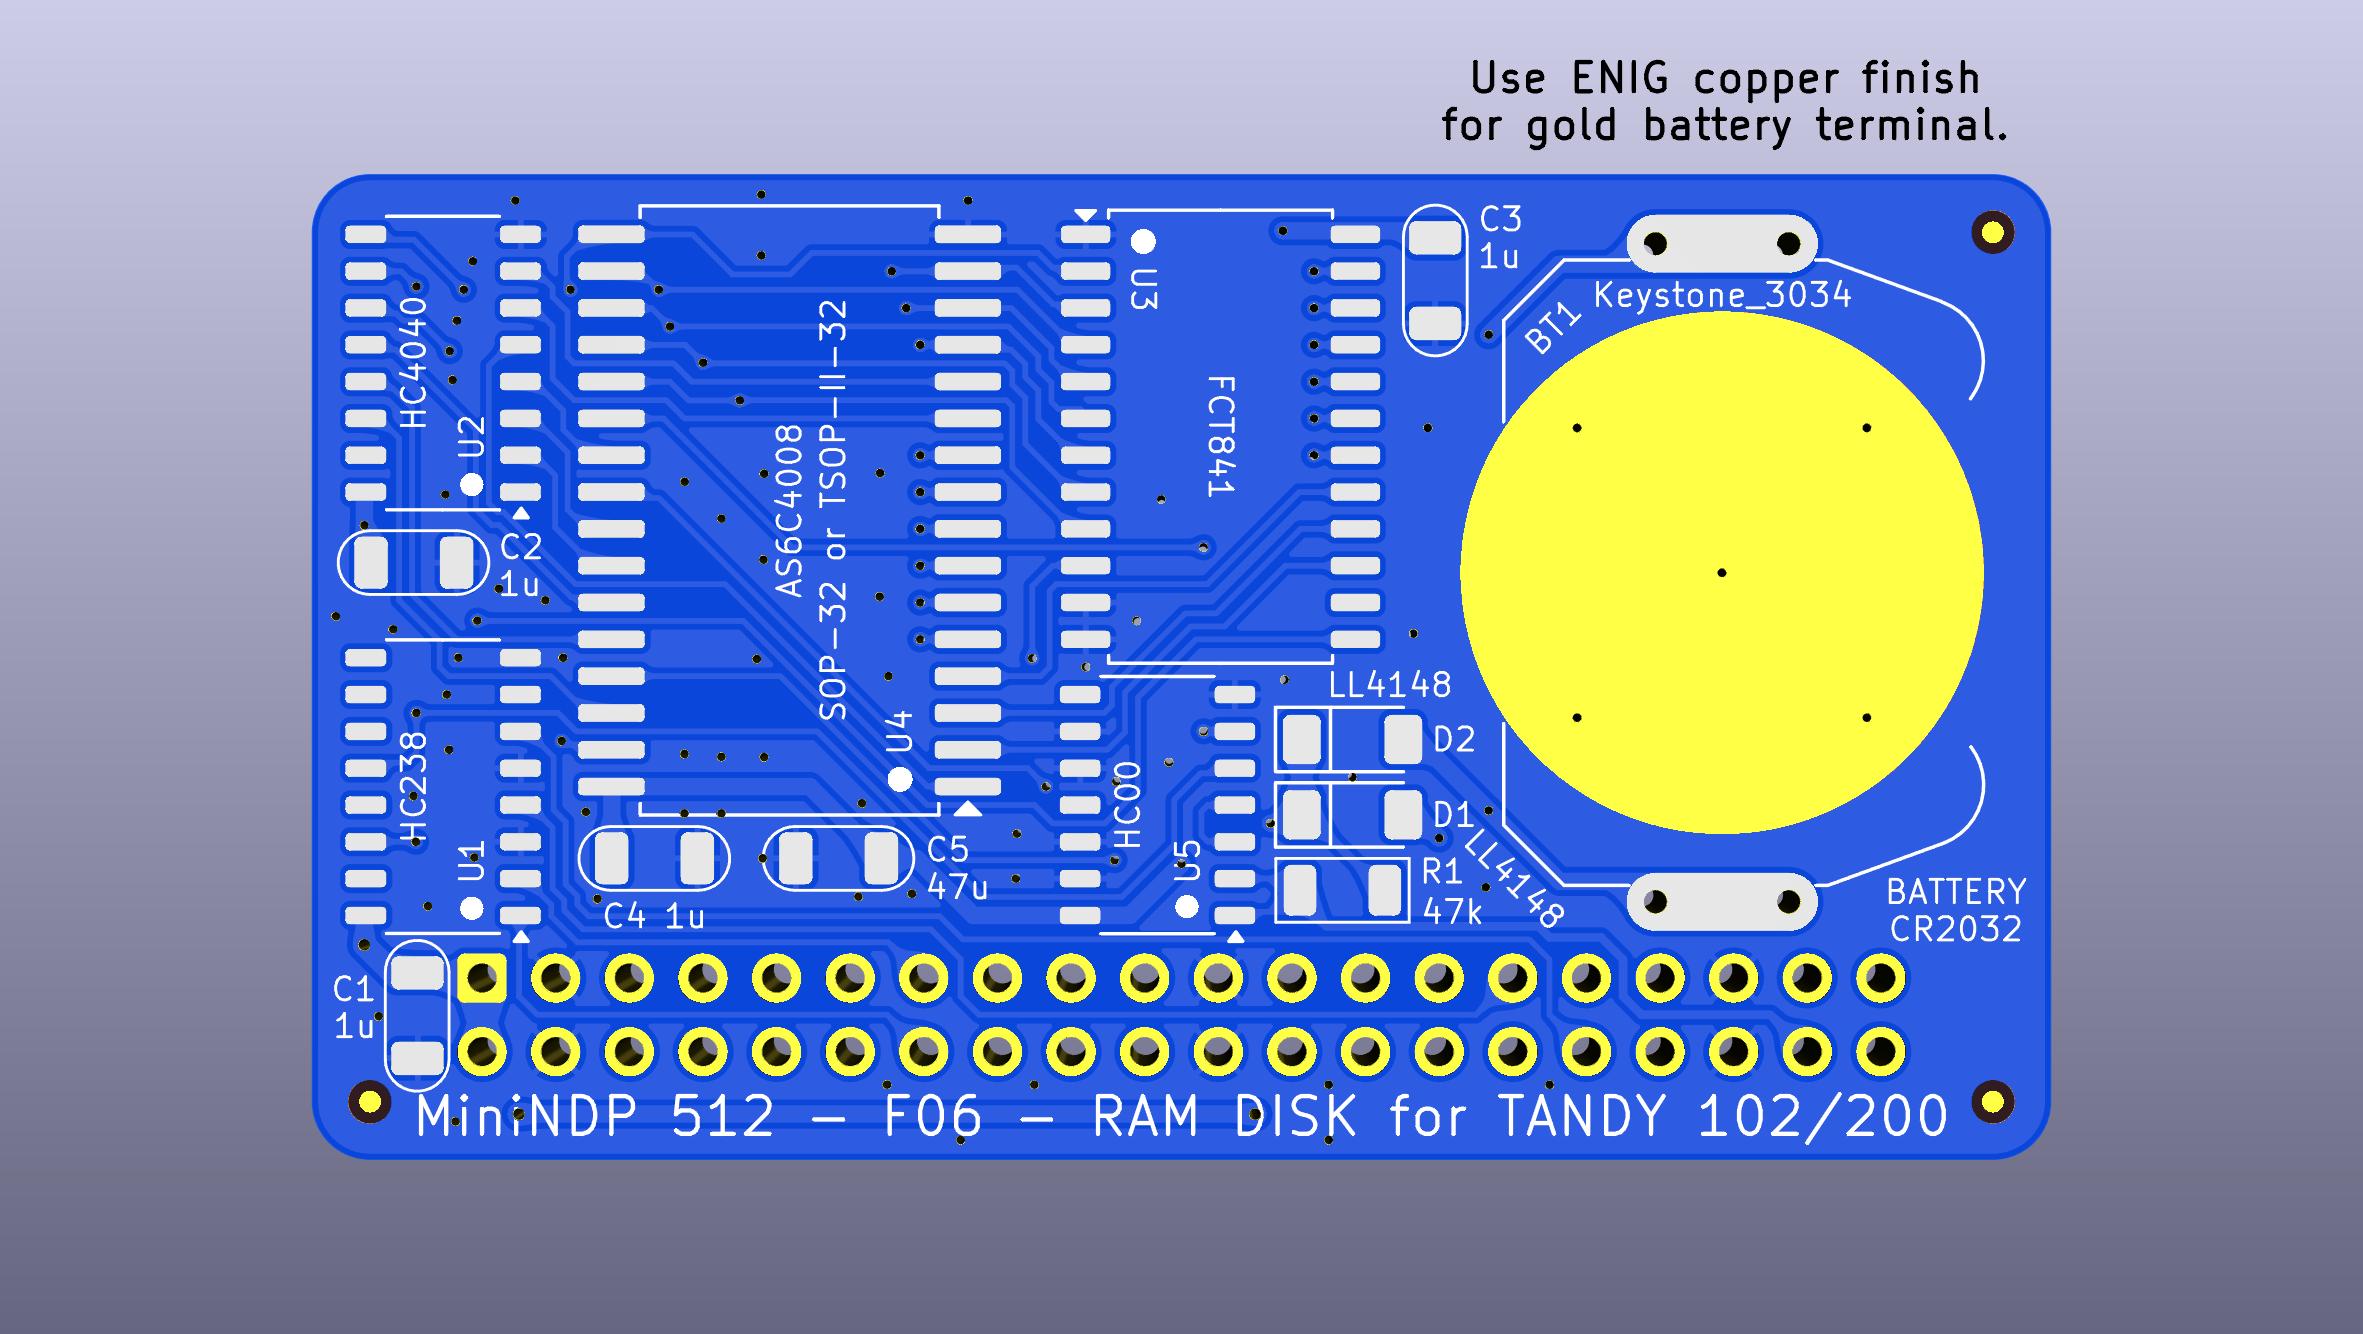 Use ENIG copper finish
for gold battery terminal.
C3
1u
U3
Keystone_3034
BT1
HC4040
U2
AS6C4008
SOP-32 or TSOP-II-32
U4
FCT841
C2
1u
LL4148
D2
D1
LL4148
HC238
U1
HC00
U5
C5
47u
C4 1u
R1
47k
BATTERY
CR2032
C1
1u
MiniNDP 512 - F06 - RAM DISK for TANDY 102/200